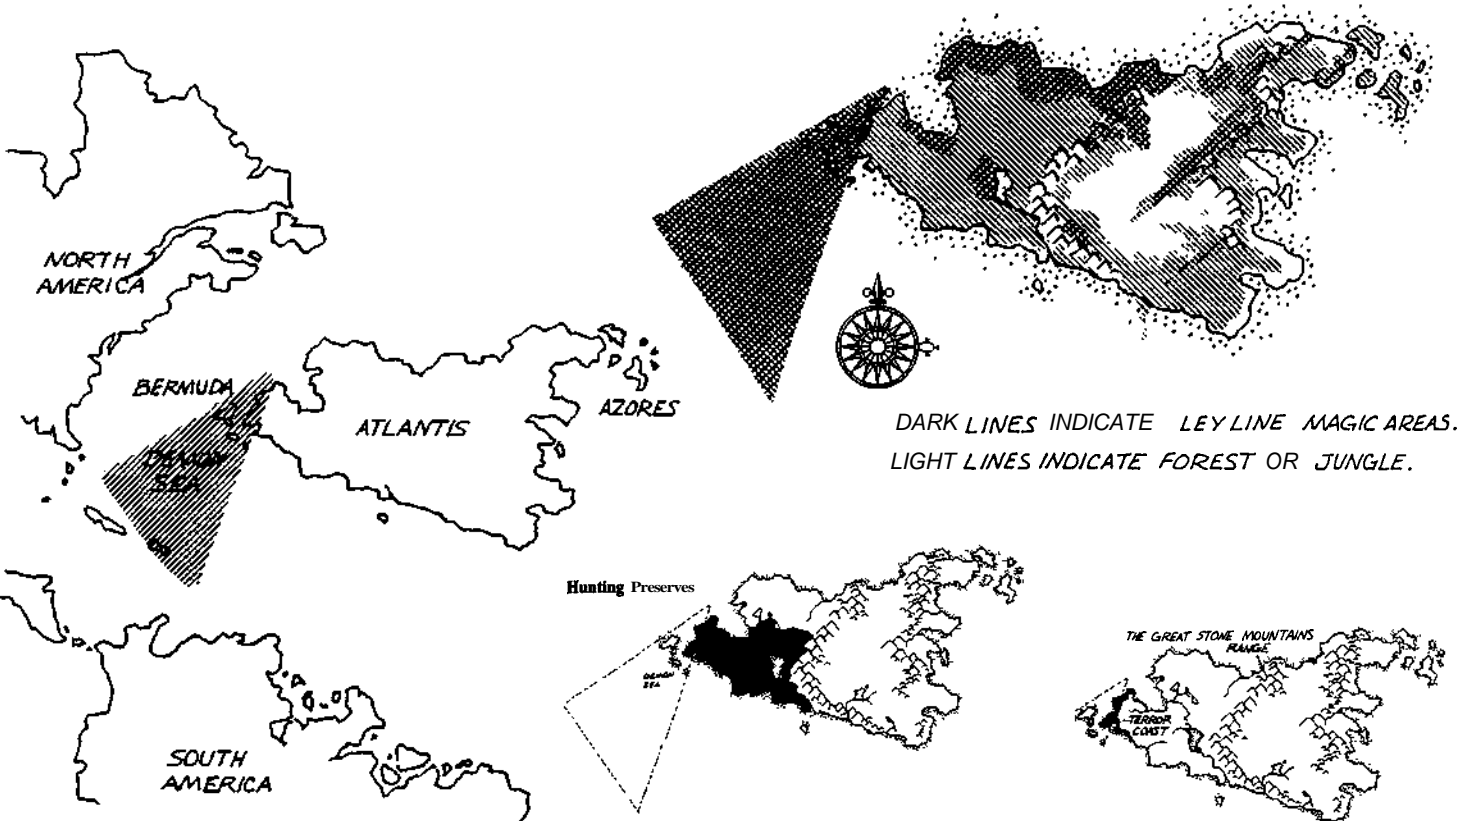 NORTH
AMERICA
BERMUDA
DEMON
SEA
ATLANTIS
AZORES
SOUTH
AMERICA
DARK LINES INDICATE LEY LINE MAGIC AREAS.
LIGHT LINES INDICATE FOREST OR JUNGLE.
Hunting Preserves
DEMON
SEA
THE GREAT STONE MOUNTAINS
RANGE
TERROR
COAST